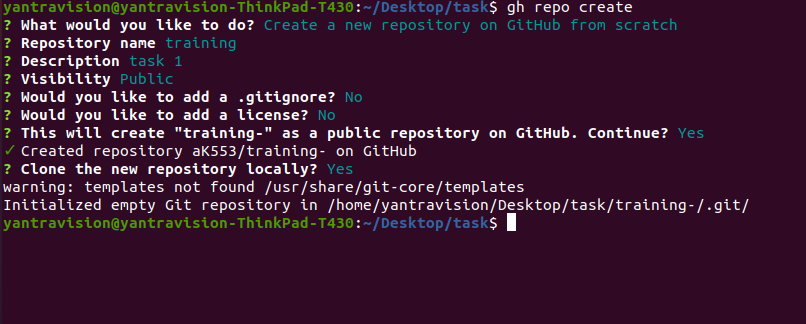 yantravision@yantravision-ThinkPad-T430:~/Desktop/task$ gh repo create
? What would you like to do? Create a new repository on GitHub from scratch
? Repository name training
? Description task 1
? Visibility Public
? Would you like to add a .gitignore? No
? Would you like to add a license? No
? This will create "training-" as a public repository on GitHub. Continue? Yes
✓ Created repository aK553/training- on GitHub
? Clone the new repository locally? Yes
warning: templates not found /usr/share/git-core/templates
Initialized empty Git repository in /home/yantravision/Desktop/task/training-/.git/
yantravision@yantravision-ThinkPad-T430:~/Desktop/task$